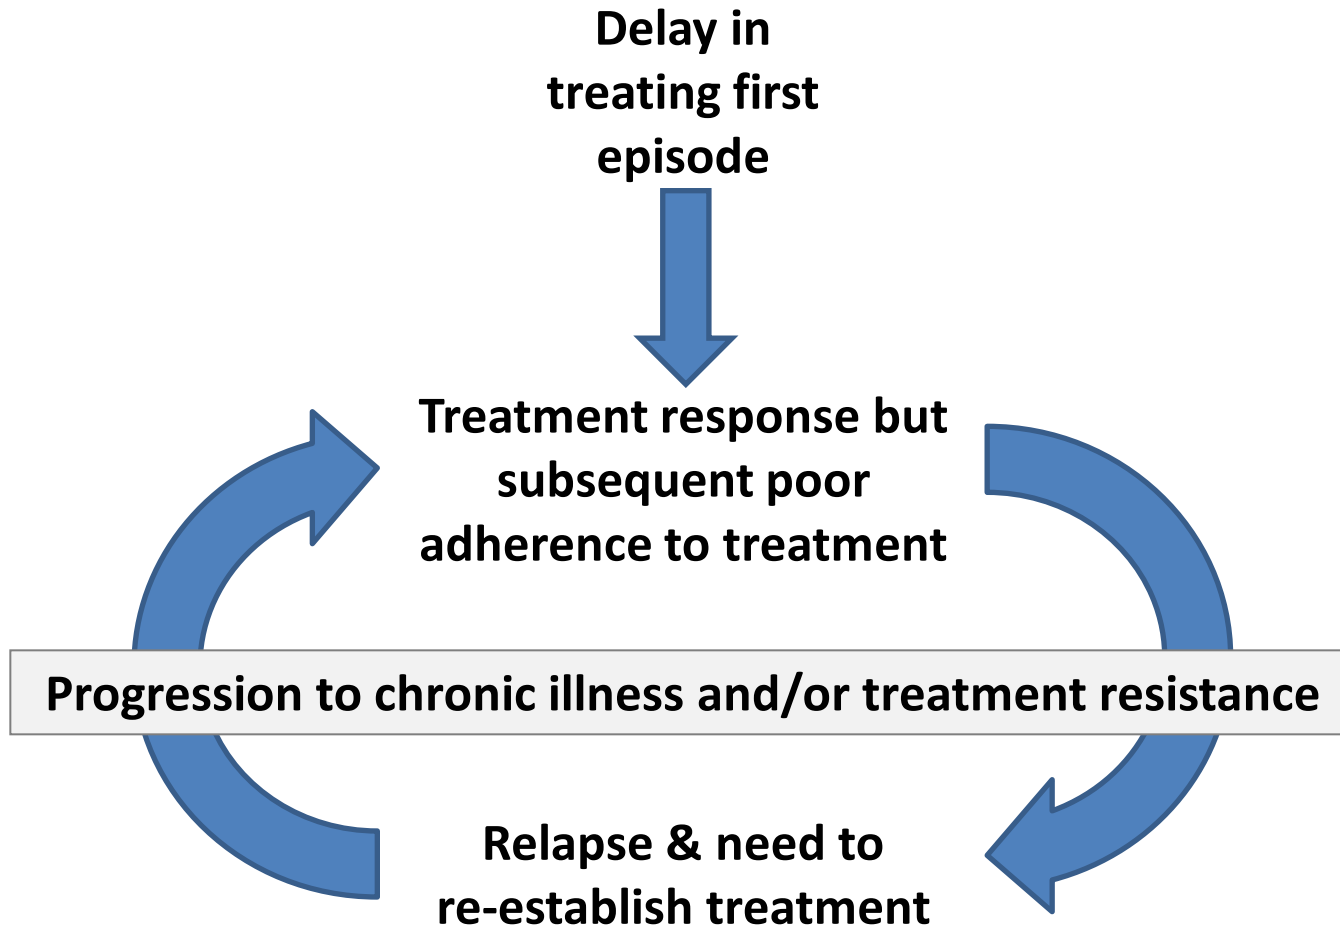 Delay in
treating first
episode
Treatment response but
subsequent poor
adherence to treatment
Progression to chronic illness and/or treatment resistance
Relapse & need to
re-establish treatment